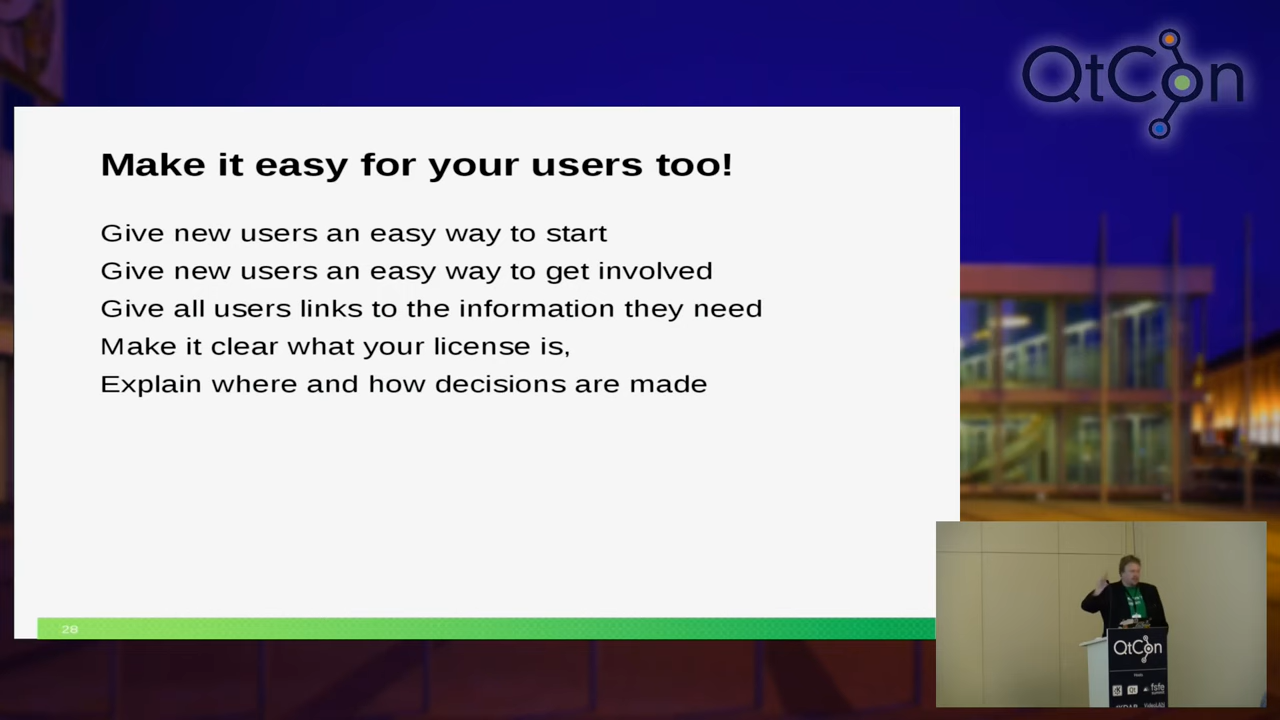 QtCon
Make it easy for your users too!
Give new users an easy way to start
Give new users an easy way to get involved
Give all users links to the information they need
Make it clear what your license is,
Explain where and how decisions are made
28
QtCon
Qt
fsfe